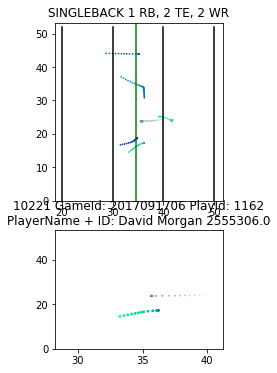 SINGLEBACK 1 RB, 2 TE, 2 WR
50
40
30
20
10
0
20 30 40 50
10221 GameId: 2017091706 PlayId: 1162
PlayerName + ID: David Morgan 2555306.0
40
20
0
30 35 40